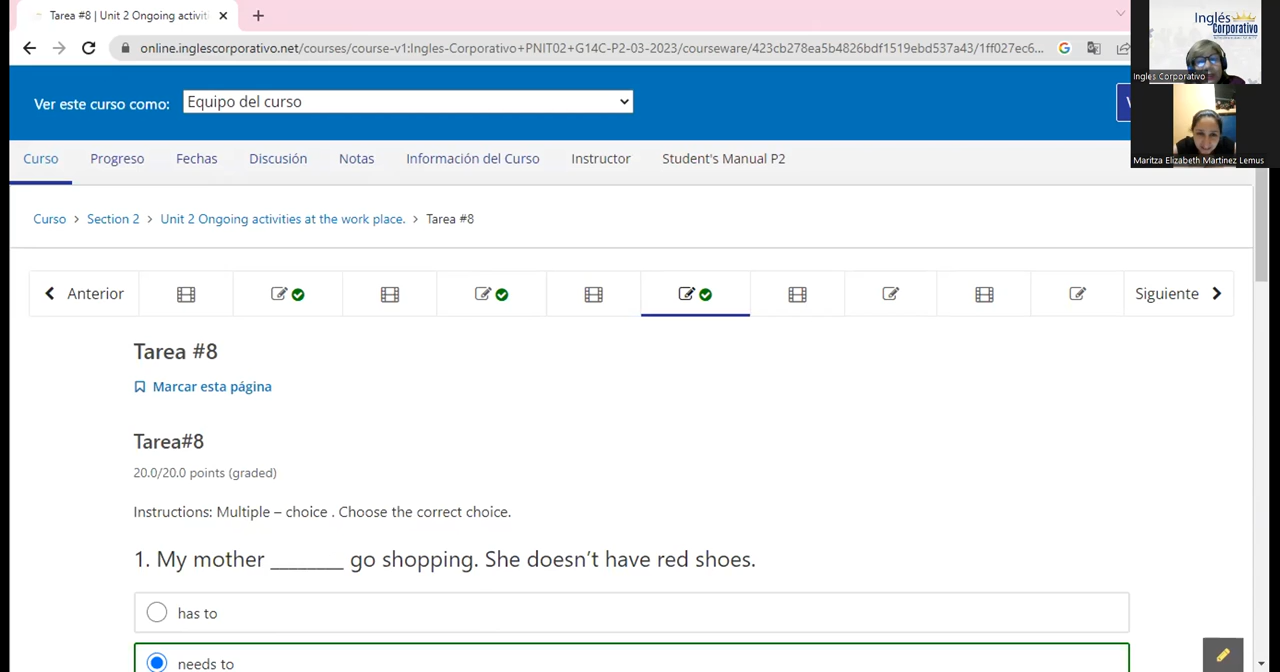 Tarea #8 | Unit 2 Ongoing activiti
online.inglescorporativo.net/courses/course-v1:Ingles-Corporativo+PNIT02+G14C-P2-03-2023/courseware/423cb278ea5b4826bdf1519ebd537a43/1ff027ec6...
Inglés
Corporativo
Ingles Corporativo
Maritza Elizabeth Martinez Lemus
Ver este curso como: Equipo del curso
Curso Progreso Fechas Discusión Notas Información del Curso Instructor Student's Manual P2
Curso > Section 2 > Unit 2 Ongoing activities at the work place. > Tarea #8
Anterior Siguiente
Tarea #8
Marcar esta página
Tarea#8
20.0/20.0 points (graded)
Instructions: Multiple – choice . Choose the correct choice.
1. My mother ________ go shopping. She doesn’t have red shoes.
has to
needs to